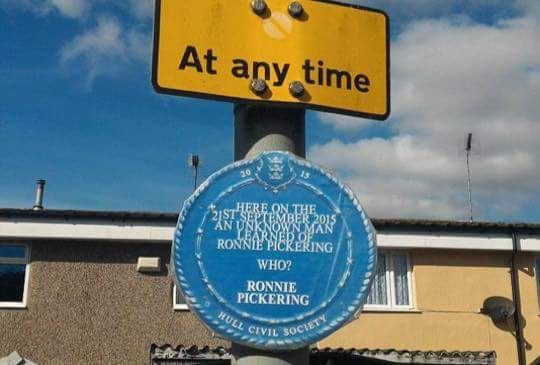 At any time
20 15
HERE ON THE
21ST SEPTEMBER 2015
AN UNKNOWN MAN
LEARNED OF
RONNIE PICKERING
WHO?
RONNIE
PICKERING
HULL CIVIL SOCIETY